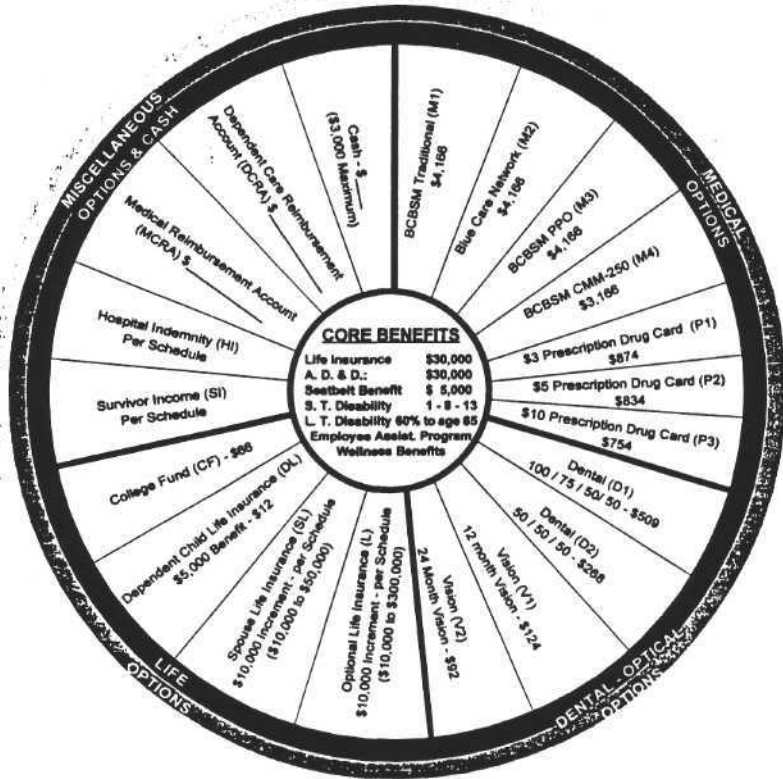 CORE BENEFITS
Life Insurance $30,000
A. D. & D.: $30,000
Seatbelt Benefit $ 5,000
S. T. Disability 1 - 8 - 13
L. T. Disability 60% to age 65
Employee Assist. Program
Wellness Benefits
MEDICAL
OPTIONS
BCBSM Traditional (M1)
$4,166
Blue Care Network (M2)
$4,166
BCBSM PPO (M3)
$4,166
BCBSM CMM-250 (M4)
$3,166
$3 Prescription Drug Card (P1)
$874
$5 Prescription Drug Card (P2)
$834
$10 Prescription Drug Card (P3)
$754
DENTAL - OPTICAL
OPTIONS
Dental (D1)
100 / 75 / 50/ 50 - $509
Dental (D2)
50 / 50 / 50 - $266
Vision (V1)
12 month Vision - $124
Vision (V2)
24 Month Vision - $92
LIFE
OPTIONS
Optional Life Insurance (L)
$10,000 Increment - per Schedule
($10,000 to $300,000)
Spouse Life Insurance (SL)
$10,000 Increment - per Schedule
($10,000 to $50,000)
Dependent Child Life Insurance (DL)
$5,000 Benefit - $12
College Fund (CF) - $66
MISCELLANEOUS
OPTIONS & CASH
Survivor Income (SI)
Per Schedule
Hospital Indemnity (HI)
Per Schedule
Medical Reimbursement Account
(MCRA) $ ______
Dependent Care Reimbursement
Account (DCRA) $ ______
Cash - $ ____
($3,000 Maximum)